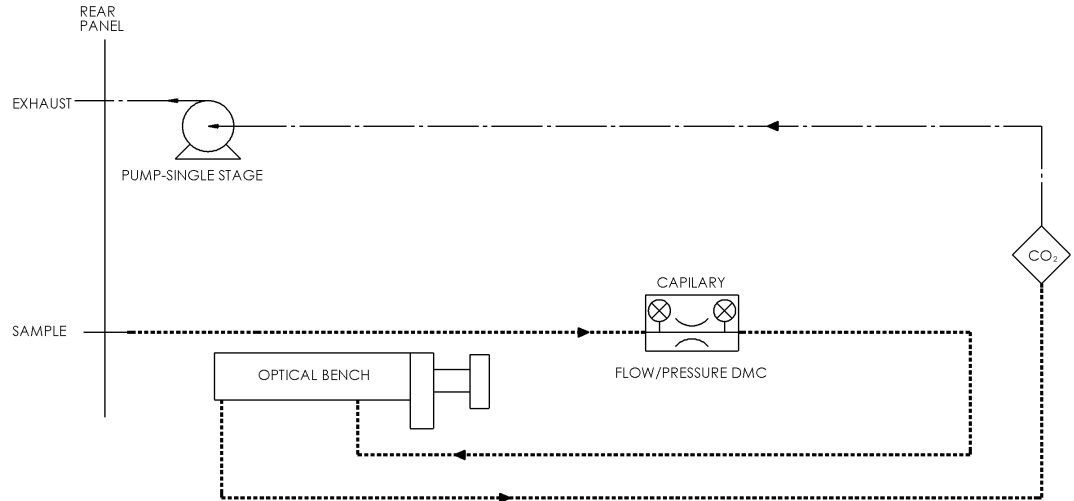 REAR
PANEL
EXHAUST
PUMP-SINGLE STAGE
CO₂
CAPILARY
SAMPLE
FLOW/PRESSURE DMC
OPTICAL BENCH